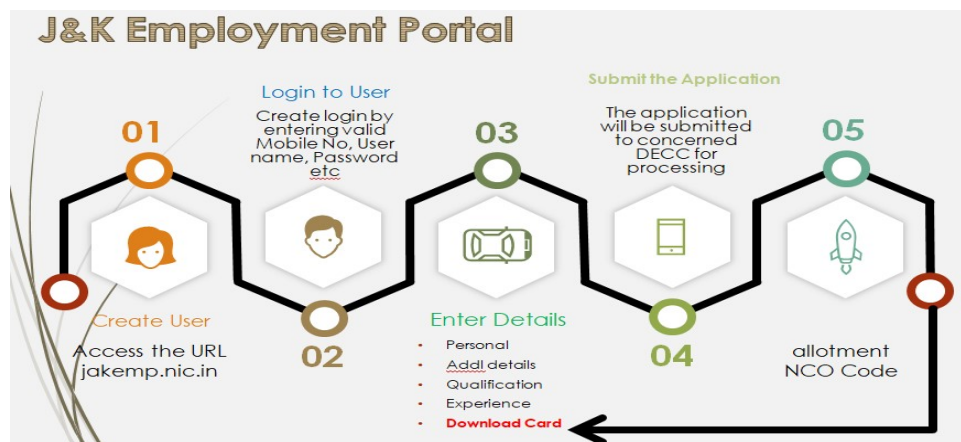 J&K Employment Portal
01
Create User
Access the URL
jakemp.nic.in
Login to User
Create login by
entering valid
Mobile No, User
name, Password
etc
02
03
Enter Details
• Personal
• Addl details
• Qualification
• Experience
• Download Card
Submit the Application
The application
will be submitted
to concerned
DECC for
processing
04
05
allotment
NCO Code